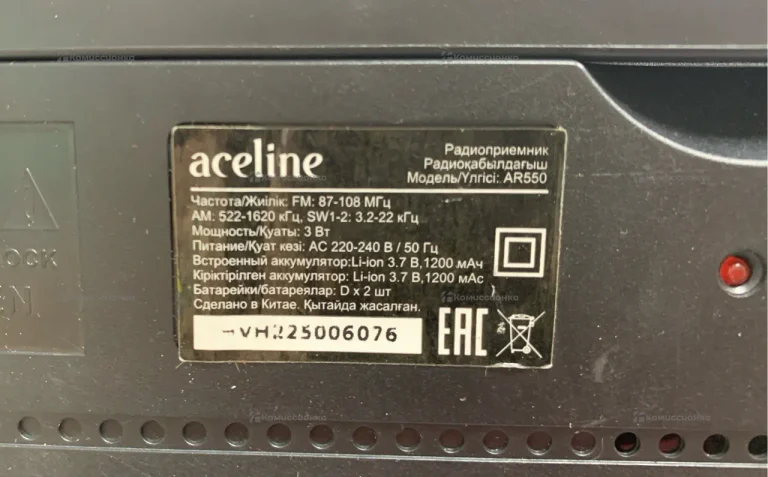 aceline
Радиоприемник
Радиоқабылдағыш
Модель/Үлгісі: AR550
Частота/Жиілік: FM: 87-108 МГц
AM: 522-1620 кГц, SW1-2: 3.2-22 кГц
Мощность/Қуаты: 3 Вт
Питание/Қуат көзі: AC 220-240 В / 50 Гц
Встроенный аккумулятор:Li-ion 3.7 В,1200 мАч
Кіріктірілген аккумулятор: Li-ion 3.7 В,1200 мАс
Батарейки/батареялар: D x 2 шт
Сделано в Китае. Қытайда жасалған.
VH225006076
EAC
Комиссионко